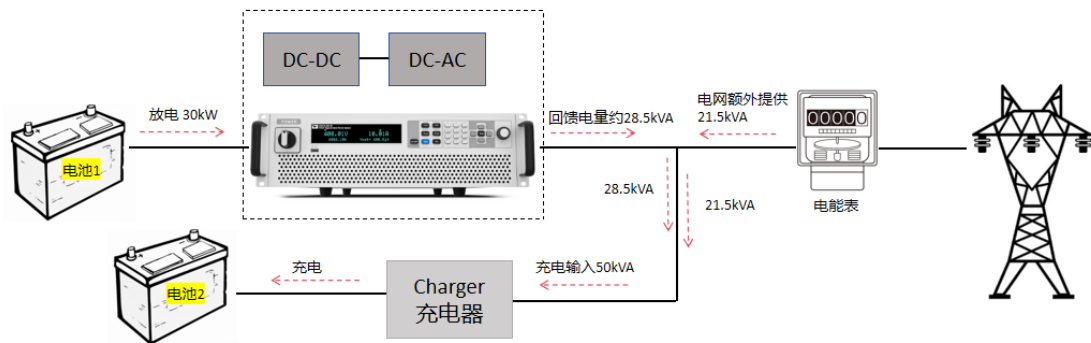 DC-DC
DC-AC
放电 30kW
回馈电量约28.5kVA
电网额外提供
21.5kVA
00000
电池1
28.5kVA
21.5kVA
电能表
充电
充电输入50kVA
Charger
充电器
电池2